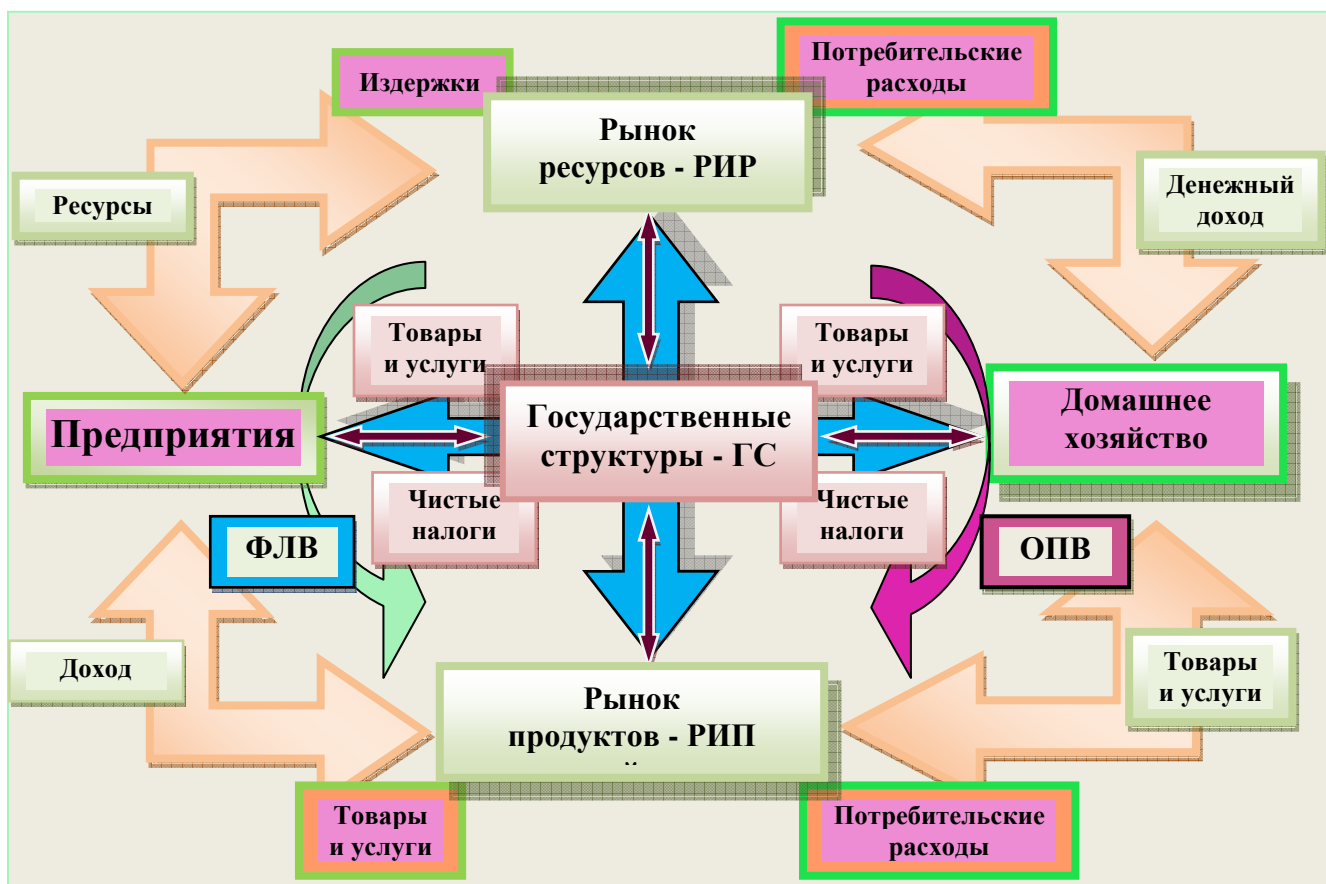 Издержки
Потребительские
расходы
Рынок
ресурсов - РИР
Ресурсы
Денежный
доход
Товары
и услуги
Товары
и услуги
Предприятия
Государственные
структуры - ГС
Домашнее
хозяйство
Чистые
налоги
Чистые
налоги
ФЛВ
ОПВ
Доход
Товары
и услуги
Рынок
продуктов - РИП
Товары
и услуги
Потребительские
расходы